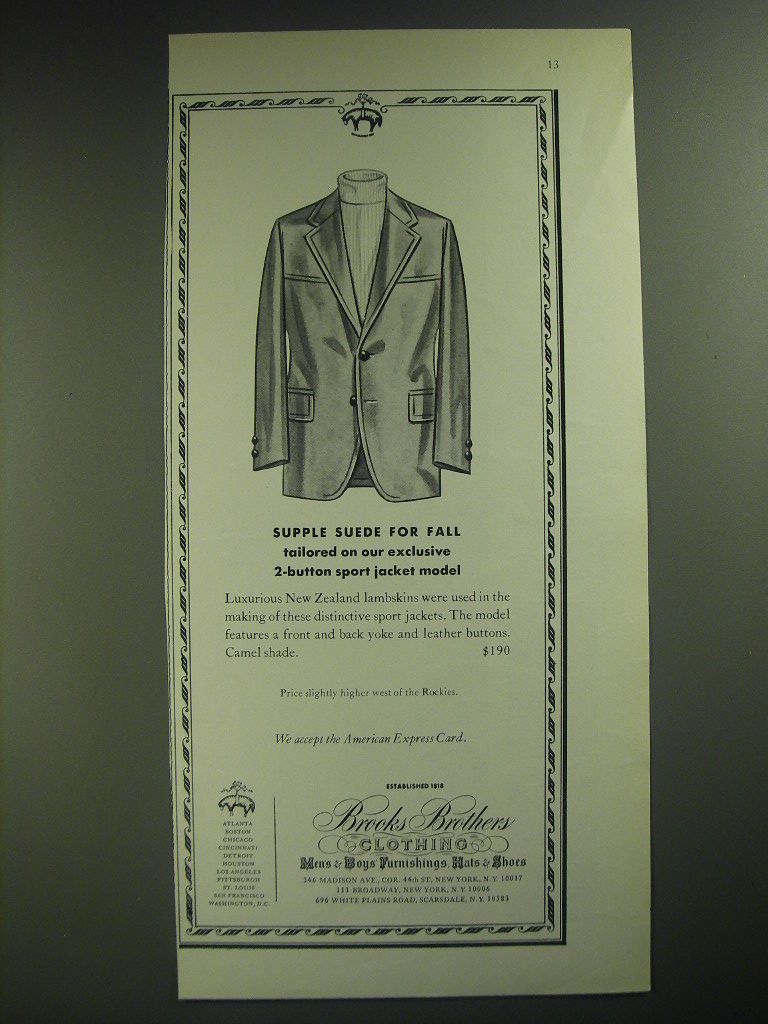 13
SUPPLE SUEDE FOR FALL
tailored on our exclusive
2-button sport jacket model
Luxurious New Zealand lambskins were used in the
making of these distinctive sport jackets. The model
features a front and back yoke and leather buttons.
Camel shade. $190
Price slightly higher west of the Rockies.
We accept the American Express Card.
ESTABLISHED 1818
Brooks Brothers
CLOTHING
Mens & Boys Furnishings, Hats & Shoes
346 MADISON AVE., COR. 44th ST., NEW YORK, N.Y. 10017
111 BROADWAY, NEW YORK, N.Y. 10006
696 WHITE PLAINS ROAD, SCARSDALE, N.Y. 10583
ATLANTA
BOSTON
CHICAGO
CINCINNATI
DETROIT
HOUSTON
LOS ANGELES
PITTSBURGH
ST. LOUIS
SAN FRANCISCO
WASHINGTON, D.C.